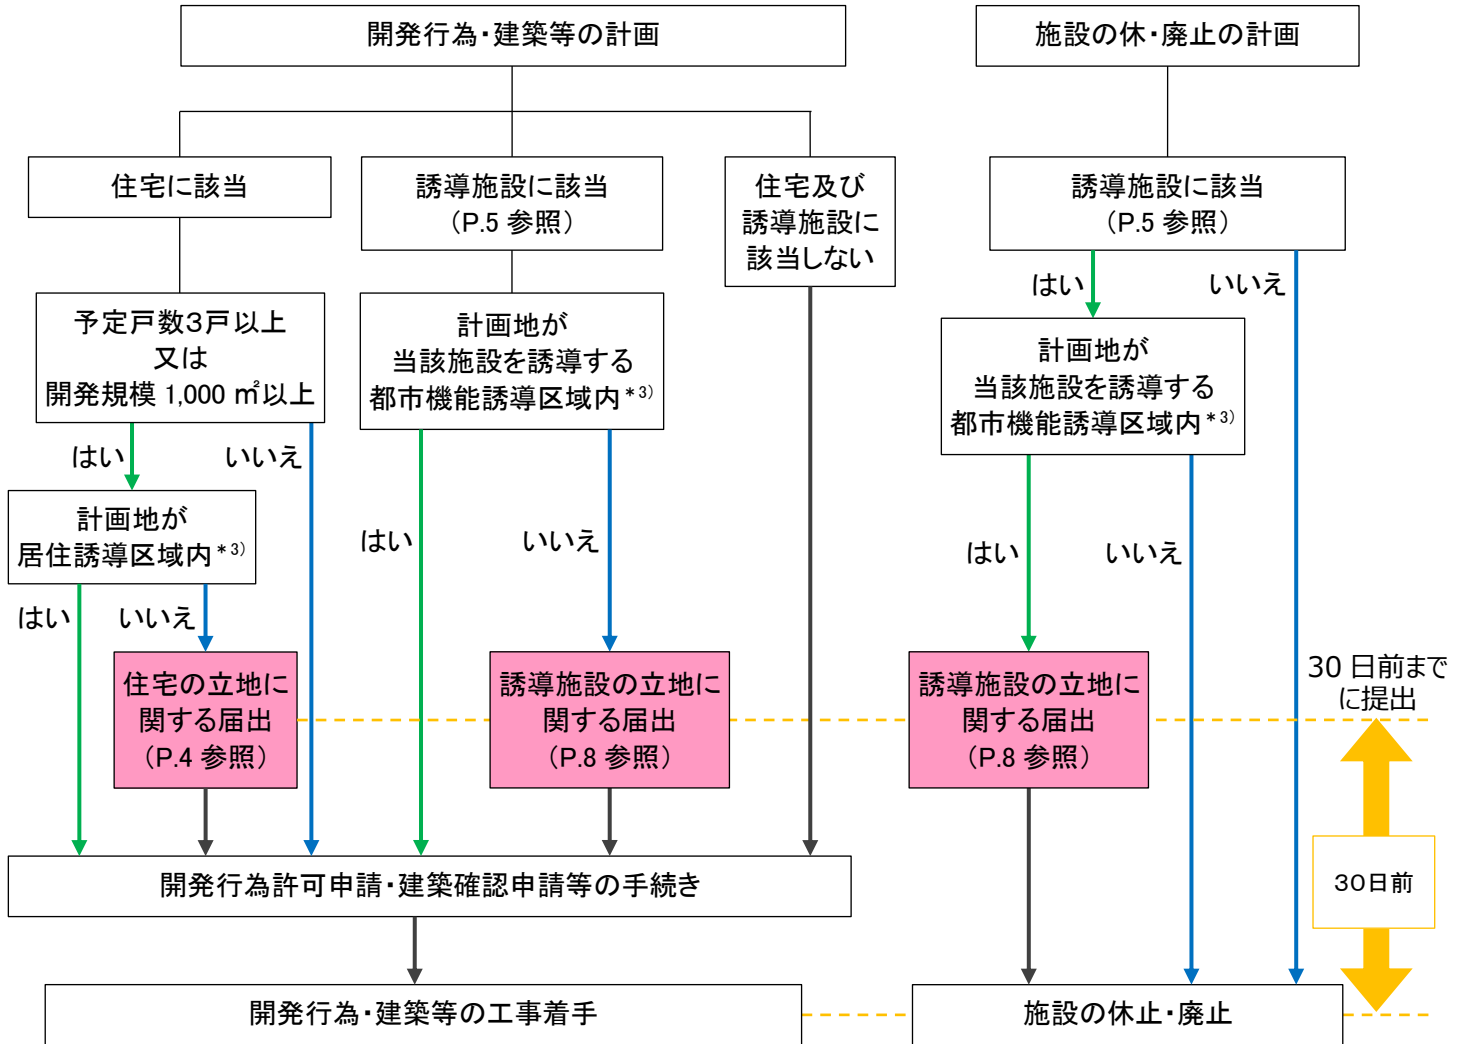 開発行為・建築等の計画
施設の休・廃止の計画
住宅に該当
誘導施設に該当
（P.5 参照）
住宅及び
誘導施設に
該当しない
誘導施設に該当
（P.5 参照）
はい
いいえ
予定戸数３戸以上
又は
開発規模 1,000 ㎡以上
計画地が
当該施設を誘導する
都市機能誘導区域内*3)
計画地が
当該施設を誘導する
都市機能誘導区域内*3)
はい
いいえ
計画地が
居住誘導区域内*3)
はい
いいえ
はい
いいえ
はい
いいえ
住宅の立地に
関する届出
（P.4 参照）
誘導施設の立地に
関する届出
（P.8 参照）
誘導施設の立地に
関する届出
（P.8 参照）
30 日前まで
に提出
開発行為許可申請・建築確認申請等の手続き
30日前
開発行為・建築等の工事着手
施設の休止・廃止